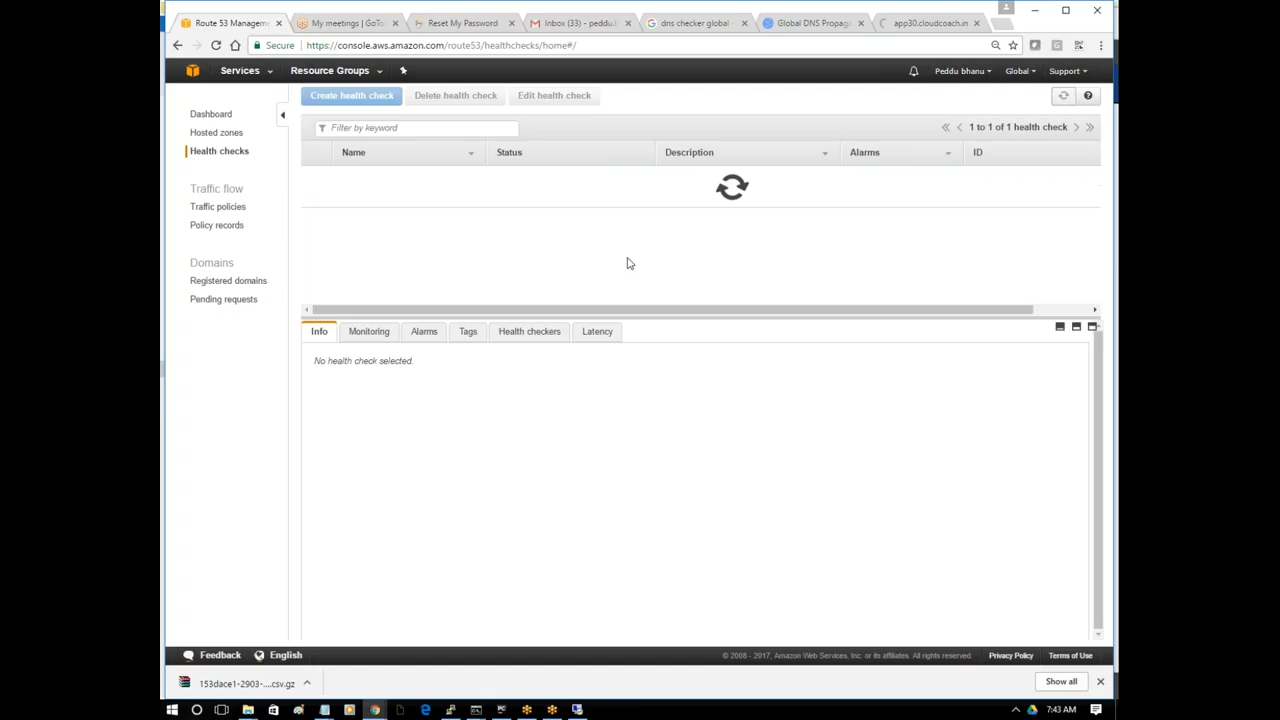 Route 53 Managem
My meetings | GoTo
Reset My Password
Inbox (33) - peddu.
dns checker global
Global DNS Propag
app30.cloudcoach.in
Secure
https://console.aws.amazon.com/route53/healthchecks/home#/
Services
Resource Groups
Peddu bhanu
Global
Support
Create health check
Delete health check
Edit health check
Dashboard
Hosted zones
Health checks
Traffic flow
Traffic policies
Policy records
Domains
Registered domains
Pending requests
Filter by keyword
1 to 1 of 1 health check
Name
Status
Description
Alarms
ID
Info
Monitoring
Alarms
Tags
Health checkers
Latency
No health check selected.
Feedback
English
© 2008 - 2017, Amazon Web Services, Inc. or its affiliates. All rights reserved.
Privacy Policy
Terms of Use
153dace1-2903-....csv.gz
Show all
7:43 AM